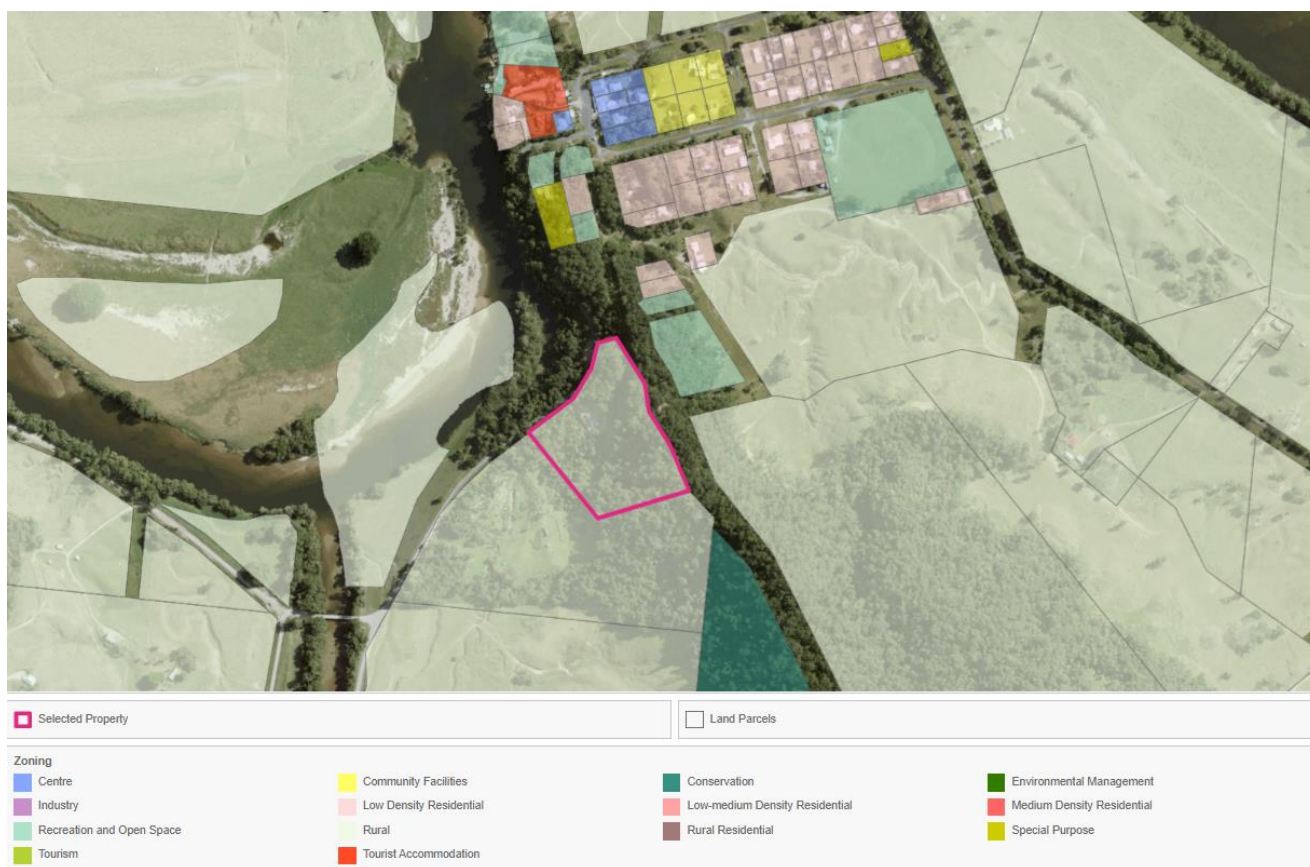 Selected Property
Land Parcels
Zoning
Centre
Community Facilities
Conservation
Environmental Management
Industry
Low Density Residential
Low-medium Density Residential
Medium Density Residential
Recreation and Open Space
Rural
Rural Residential
Special Purpose
Tourism
Tourist Accommodation